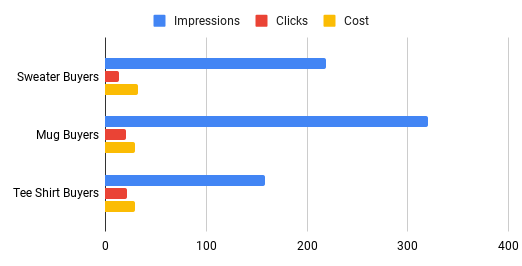 Impressions Clicks Cost
Sweater Buyers
Mug Buyers
Tee Shirt Buyers
0 100 200 300 400